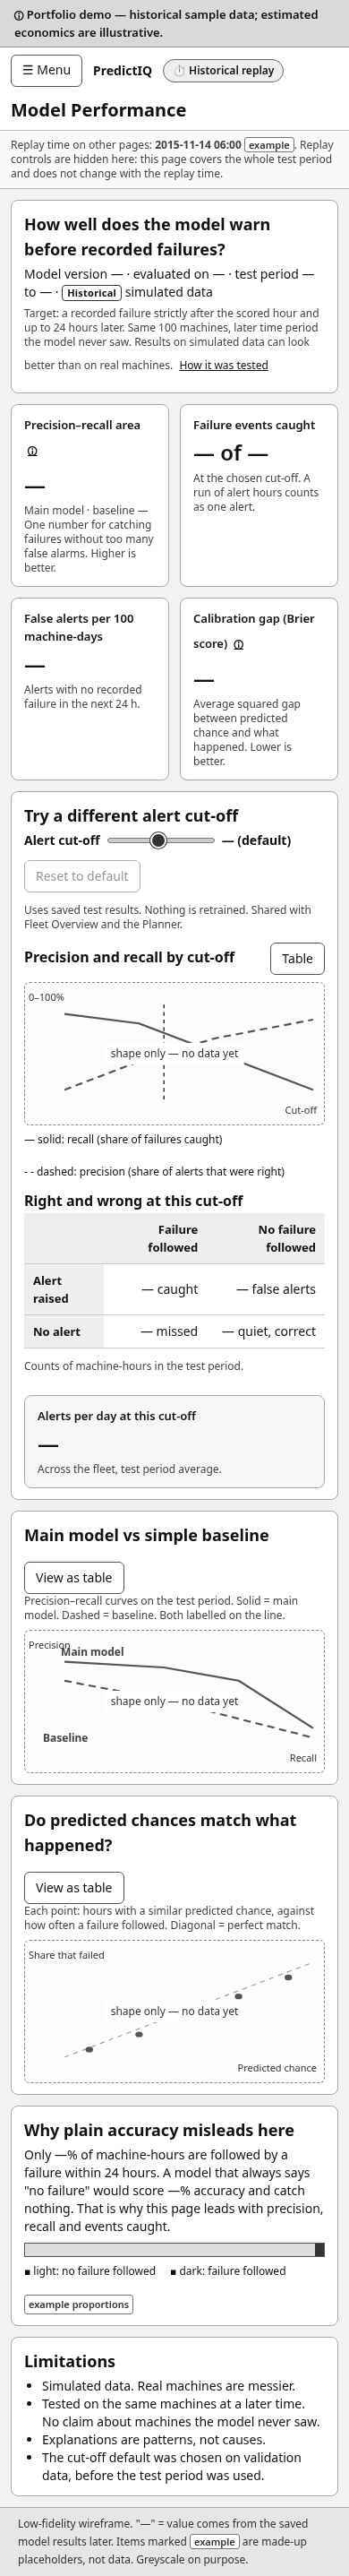 ⓘ Portfolio demo — historical sample data; estimated
economics are illustrative.
☰ Menu PredictIQ ⏱️ Historical replay
Model Performance
Replay time on other pages: 2015-11-14 06:00 example. Replay
controls are hidden here: this page covers the whole test period
and does not change with the replay time.
How well does the model warn
before recorded failures?
Model version — · evaluated on — · test period —
to — · Historical simulated data
Target: a recorded failure strictly after the scored hour and
up to 24 hours later. Same 100 machines, later time period
the model never saw. Results on simulated data can look
better than on real machines. How it was tested
Precision–recall area
ⓘ
—
Main model · baseline —
One number for catching
failures without too many
false alarms. Higher is
better.
Failure events caught
— of —
At the chosen cut-off. A
run of alert hours counts
as one alert.
False alerts per 100
machine-days
—
Alerts with no recorded
failure in the next 24 h.
Calibration gap (Brier
score) ⓘ
—
Average squared gap
between predicted
chance and what
happened. Lower is
better.
Try a different alert cut-off
Alert cut-off — (default)
Reset to default
Uses saved test results. Nothing is retrained. Shared with
Fleet Overview and the Planner.
Precision and recall by cut-off Table
0–100%
shape only — no data yet
Cut-off
— solid: recall (share of failures caught)
- - dashed: precision (share of alerts that were right)
Right and wrong at this cut-off
Failure
followed
No failure
followed
Alert
raised
— caught — false alerts
No alert — missed — quiet, correct
Counts of machine-hours in the test period.
Alerts per day at this cut-off
—
Across the fleet, test period average.
Main model vs simple baseline
View as table
Precision–recall curves on the test period. Solid = main
model. Dashed = baseline. Both labelled on the line.
Precision
Main model
shape only — no data yet
Baseline
Recall
Do predicted chances match what
happened?
View as table
Each point: hours with a similar predicted chance, against
how often a failure followed. Diagonal = perfect match.
Share that failed
shape only — no data yet
Predicted chance
Why plain accuracy misleads here
Only —% of machine-hours are followed by a
failure within 24 hours. A model that always says
"no failure" would score —% accuracy and catch
nothing. That is why this page leads with precision,
recall and events caught.
▪ light: no failure followed ▪ dark: failure followed
example proportions
Limitations
• Simulated data. Real machines are messier.
• Tested on the same machines at a later time.
No claim about machines the model never saw.
• Explanations are patterns, not causes.
• The cut-off default was chosen on validation
data, before the test period was used.
Low-fidelity wireframe. "—" = value comes from the saved
model results later. Items marked example are made-up
placeholders, not data. Greyscale on purpose.